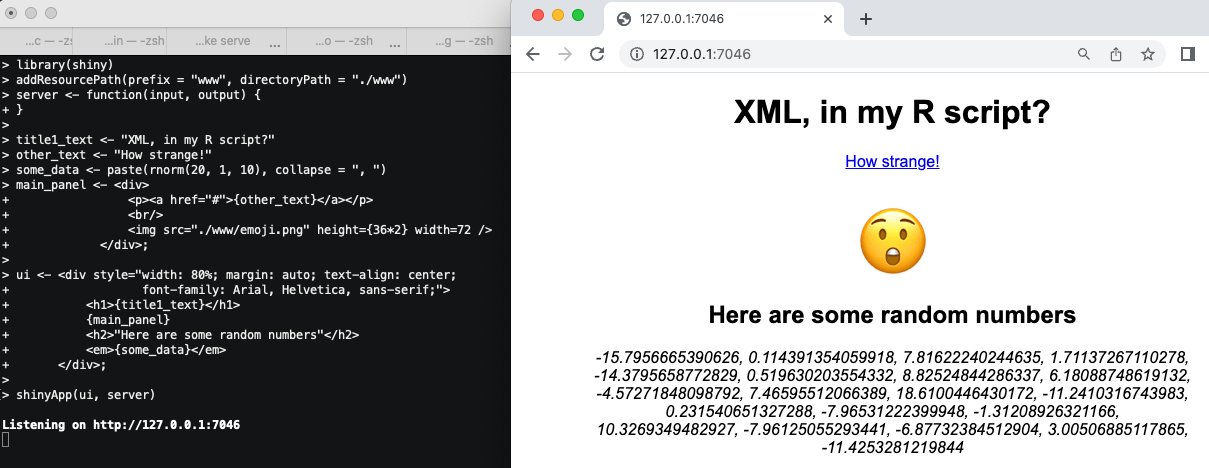 ...c — -zsh
...in — -zsh
...ke serve
...
...o — -zsh
...
...g — -zsh
> library(shiny)
> addResourcePath(prefix = "www", directoryPath = "./www")
> server <- function(input, output) {
+ }
>
> title1_text <- "XML, in my R script?"
> other_text <- "How strange!"
> some_data <- paste(rnorm(20, 1, 10), collapse = ", ")
> main_panel <- <div>
+ <p><a href="#">{other_text}</a></p>
+ <br/>
+ <img src="./www/emoji.png" height={36*2} width=72 />
+ </div>;
>
> ui <- <div style="width: 80%; margin: auto; text-align: center;
+ font-family: Arial, Helvetica, sans-serif;">
+ <h1>{title1_text}</h1>
+ {main_panel}
+ <h2>"Here are some random numbers"</h2>
+ <em>{some_data}</em>
+ </div>;
>
> shinyApp(ui, server)
Listening on http://127.0.0.1:7046
127.0.0.1:7046
127.0.0.1:7046
XML, in my R script?
How strange!
Here are some random numbers
-15.7956665390626, 0.114391354059918, 7.81622240244635, 1.71137267110278,
-14.3795658772829, 0.519630203554332, 8.82524844286337, 6.18088748619132,
-4.57271848098792, 7.46595512066389, 18.6100446430172, -11.2410316743983,
0.231540651327288, -7.96531222399948, -1.31208926321166,
10.3269349482927, -7.96125055293441, -6.87732384512904, 3.00506885117865,
-11.4253281219844